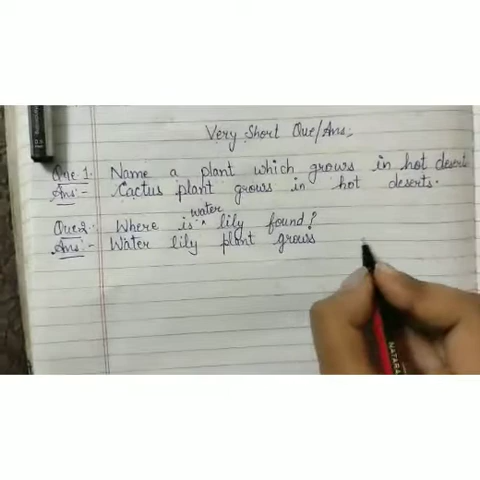 Very Short Que/Ans:-
Que 1: Name a plant which grows in hot desert
Ans:- Cactus plant grows in hot deserts.
water
Que 2: Where is ^ lily found?
Ans:- Water lily plant grows
NATARA